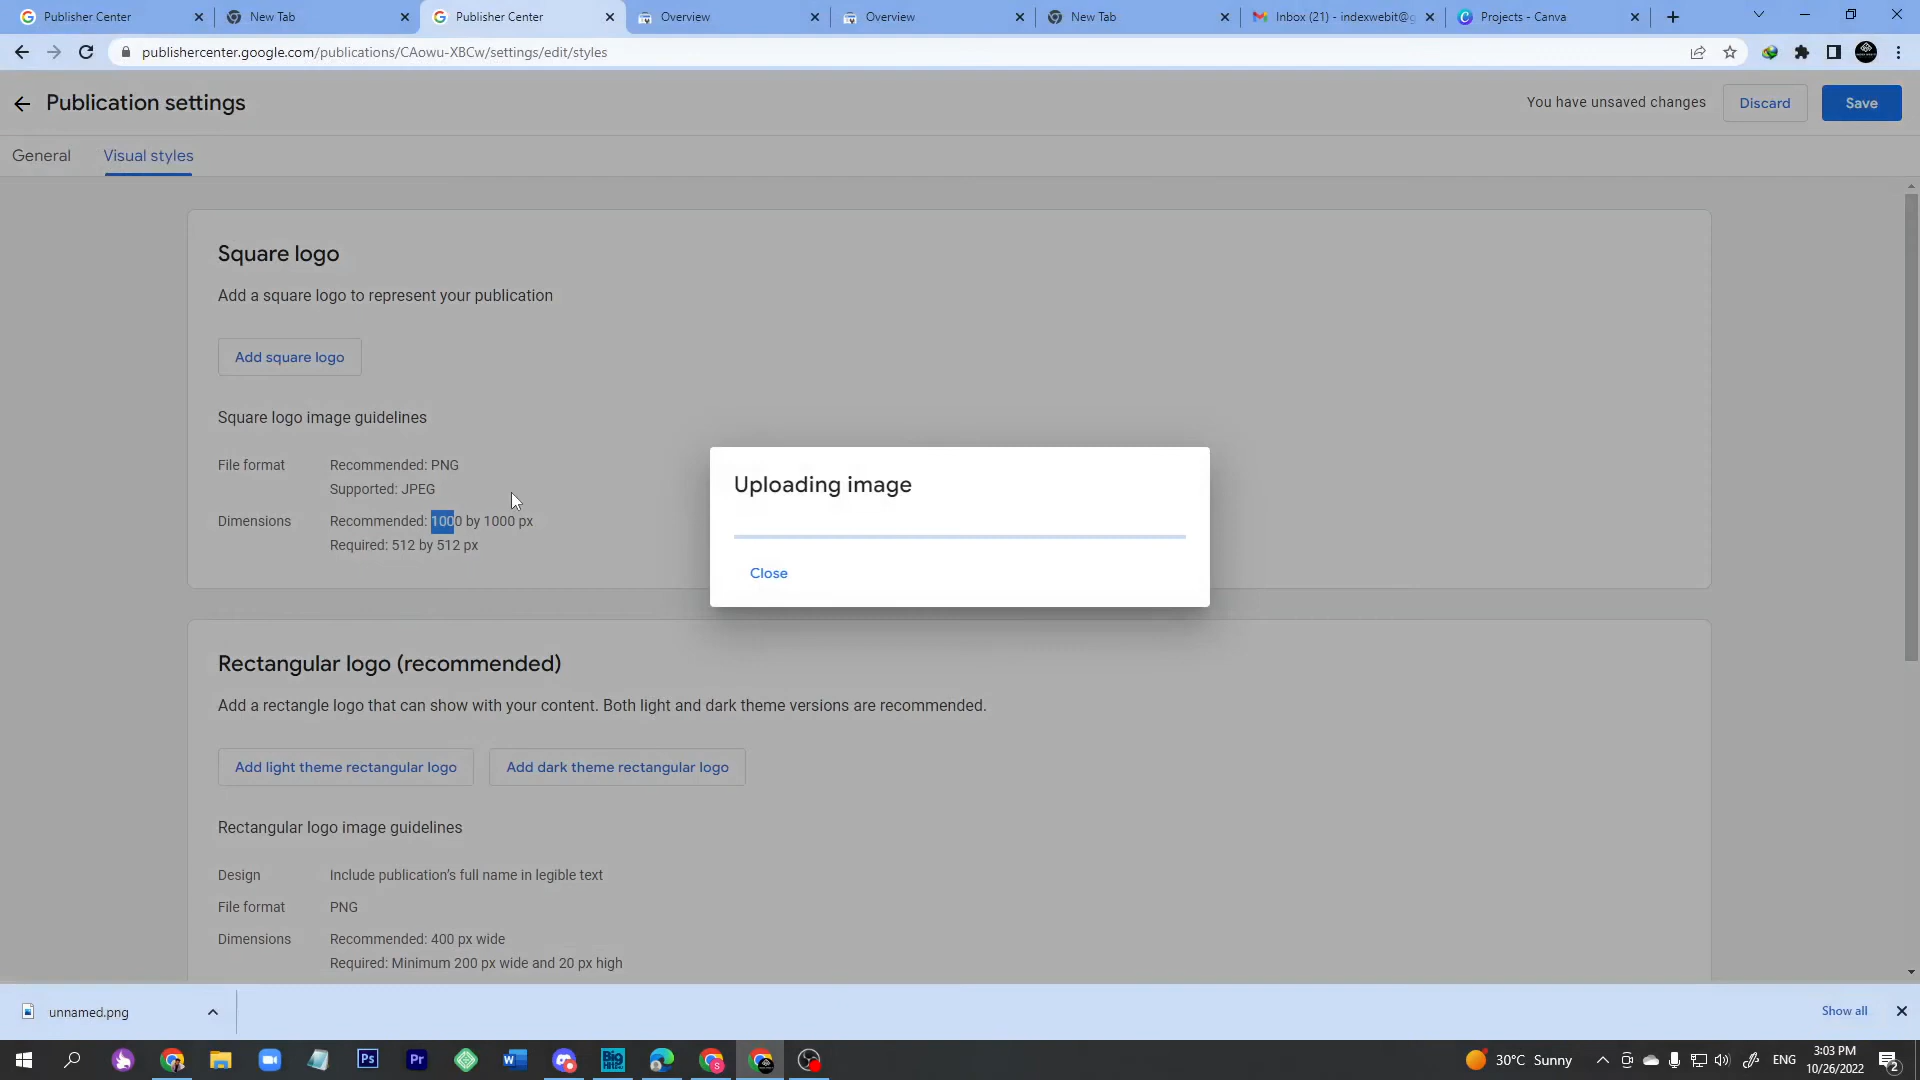 Publisher Center
New Tab
Publisher Center
Overview
Overview
New Tab
Inbox (21) - indexwebit@g
Projects - Canva
publishercenter.google.com/publications/CAowu-XBCw/settings/edit/styles
Publication settings
You have unsaved changes
Discard
Save
General
Visual styles
Square logo
Add a square logo to represent your publication
Add square logo
Square logo image guidelines
File format
Recommended: PNG
Supported: JPEG
Dimensions
Recommended: 1000 by 1000 px
Required: 512 by 512 px
Uploading image
Close
Rectangular logo (recommended)
Add a rectangle logo that can show with your content. Both light and dark theme versions are recommended.
Add light theme rectangular logo
Add dark theme rectangular logo
Rectangular logo image guidelines
Design
Include publication's full name in legible text
File format
PNG
Dimensions
Recommended: 400 px wide
Required: Minimum 200 px wide and 20 px high
unnamed.png
Show all
Ps
Pr
30°C Sunny
ENG
3:03 PM
10/26/2022
2